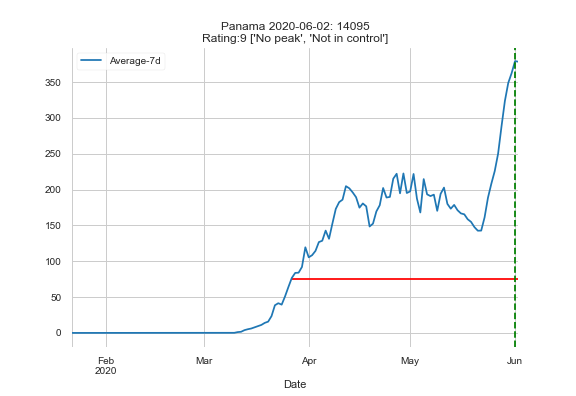 Panama 2020-06-02: 14095
Rating:9 ['No peak', 'Not in control']
Average-7d
350
300
250
200
150
100
50
0
Feb
2020
Mar
Apr
May
Jun
Date